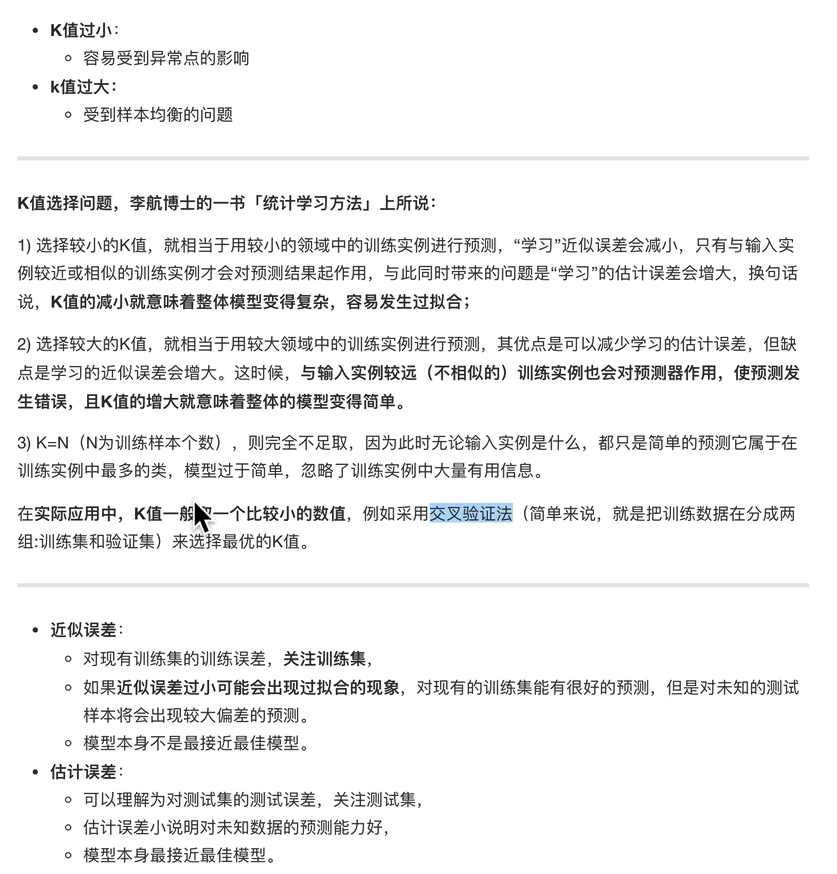 K值过小：
容易受到异常点的影响
k值过大：
受到样本均衡的问题
K值选择问题，李航博士的一书「统计学习方法」上所说：
1) 选择较小的K值，就相当于用较小的领域中的训练实例进行预测，“学习”近似误差会减小，只有与输入实
例较近或相似的训练实例才会对预测结果起作用，与此同时带来的问题是“学习”的估计误差会增大，换句话
说，K值的减小就意味着整体模型变得复杂，容易发生过拟合；
2) 选择较大的K值，就相当于用较大领域中的训练实例进行预测，其优点是可以减少学习的估计误差，但缺
点是学习的近似误差会增大。这时候，与输入实例较远（不相似的）训练实例也会对预测器作用，使预测发
生错误，且K值的增大就意味着整体的模型变得简单。
3) K=N（N为训练样本个数），则完全不足取，因为此时无论输入实例是什么，都只是简单的预测它属于在
训练实例中最多的类，模型过于简单，忽略了训练实例中大量有用信息。
在实际应用中，K值一般取一个比较小的数值，例如采用交叉验证法（简单来说，就是把训练数据在分成两
组:训练集和验证集）来选择最优的K值。
近似误差：
对现有训练集的训练误差，关注训练集，
如果近似误差过小可能会出现过拟合的现象，对现有的训练集能有很好的预测，但是对未知的测试
样本将会出现较大偏差的预测。
模型本身不是最接近最佳模型。
估计误差：
可以理解为对测试集的测试误差，关注测试集，
估计误差小说明对未知数据的预测能力好，
模型本身最接近最佳模型。